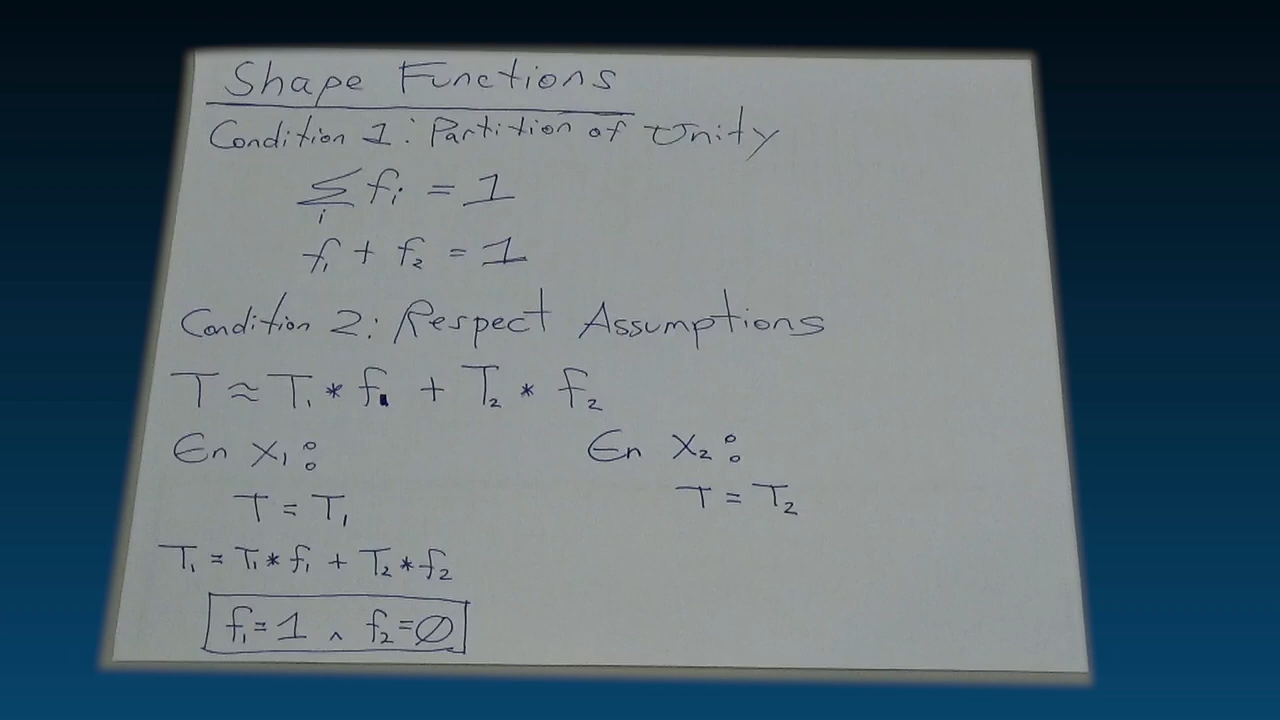 Shape Functions
Condition 1: Partition of Unity
∑ᵢ fᵢ = 1
f₁ + f₂ = 1
Condition 2: Respect Assumptions
T ≈ T₁ * f₁ + T₂ * f₂
En X₁:
T = T₁
T₁ = T₁ * f₁ + T₂ * f₂
f₁ = 1 ^ f₂ = Ø
En X₂:
T = T₂